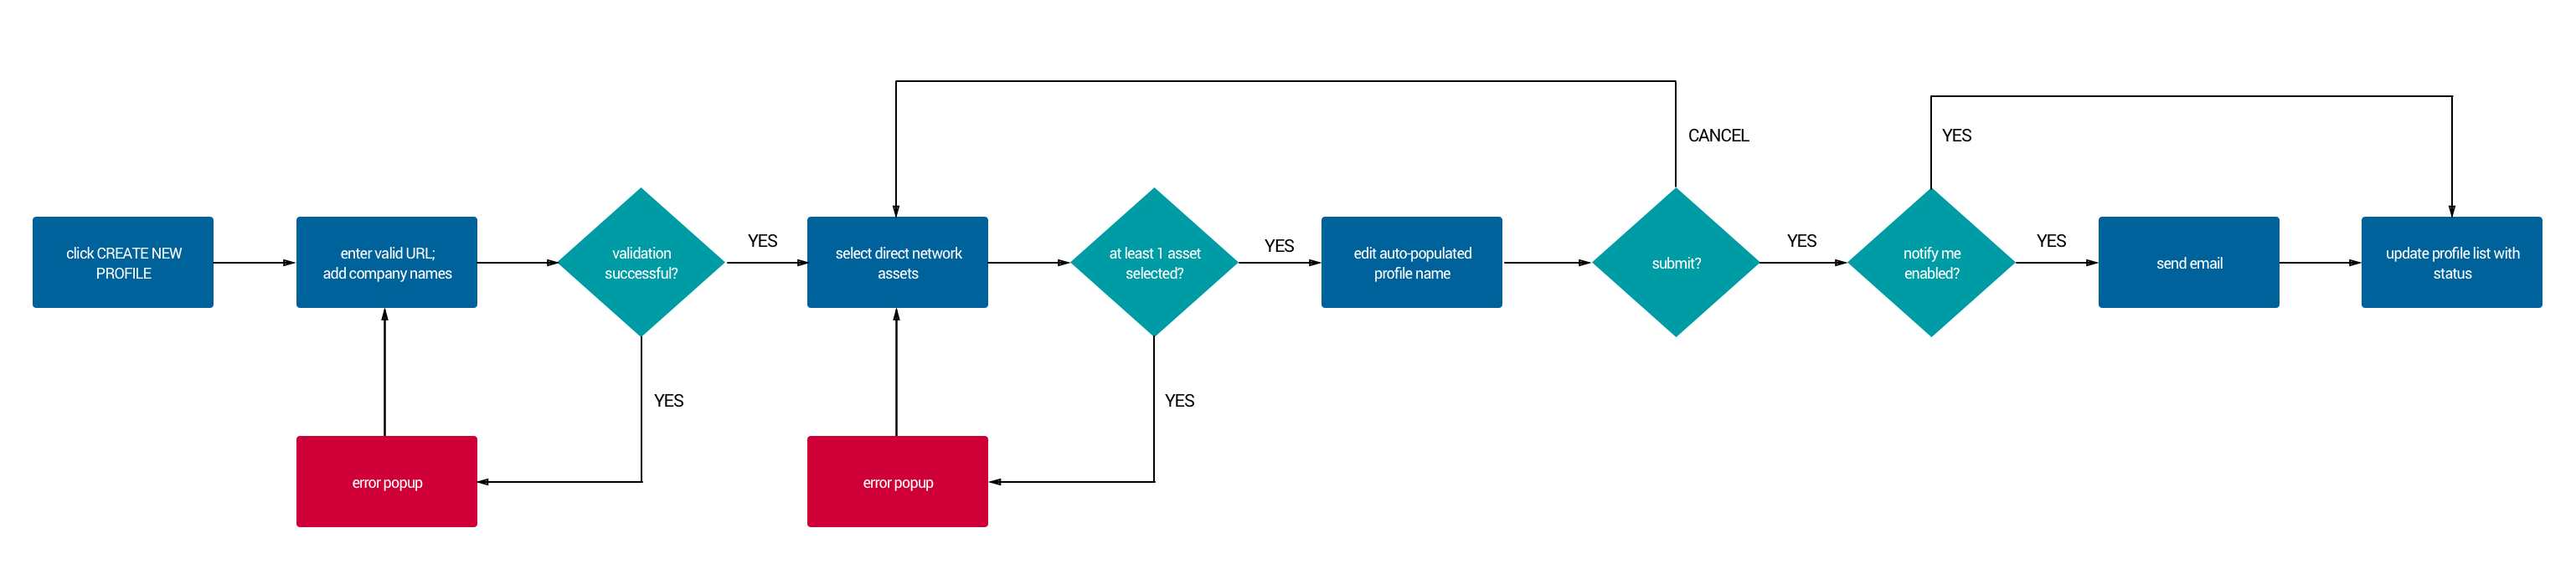 click CREATE NEW
PROFILE
enter valid URL;
add company names
validation
successful?
YES
YES
error popup
select direct network
assets
at least 1 asset
selected?
YES
YES
error popup
edit auto-populated
profile name
submit?
CANCEL
YES
notify me
enabled?
YES
YES
send email
update profile list with
status